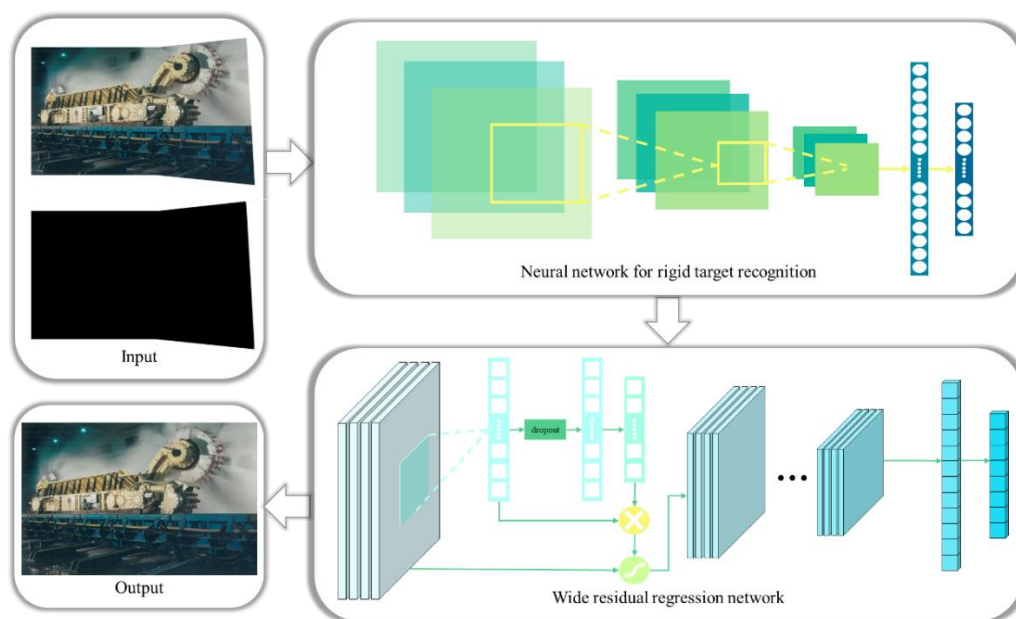 Neural network for rigid target recognition
Input
dropout
Wide residual regression network
Output